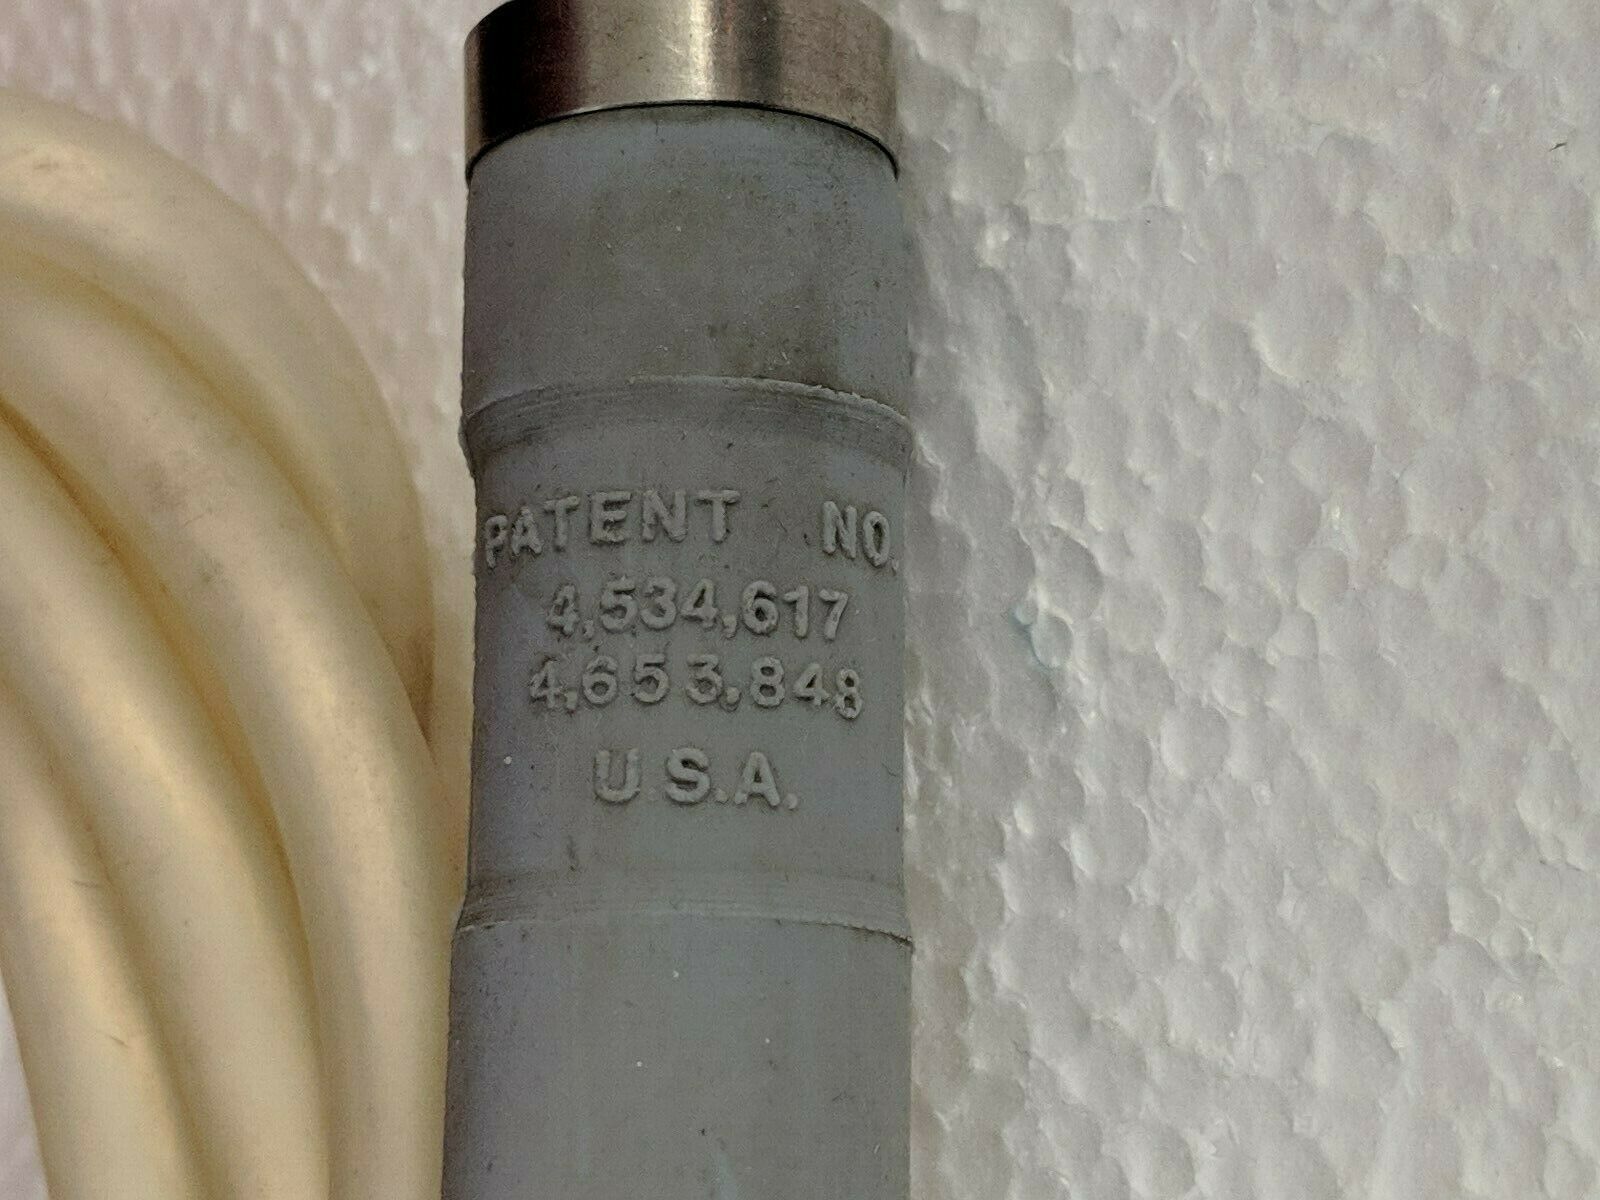 PATENT NO.
4,534,617
4,653,848
U.S.A.